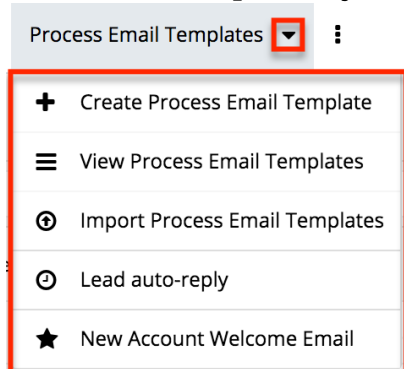 Process Email Templates
Create Process Email Template
View Process Email Templates
Import Process Email Templates
Lead auto-reply
New Account Welcome Email